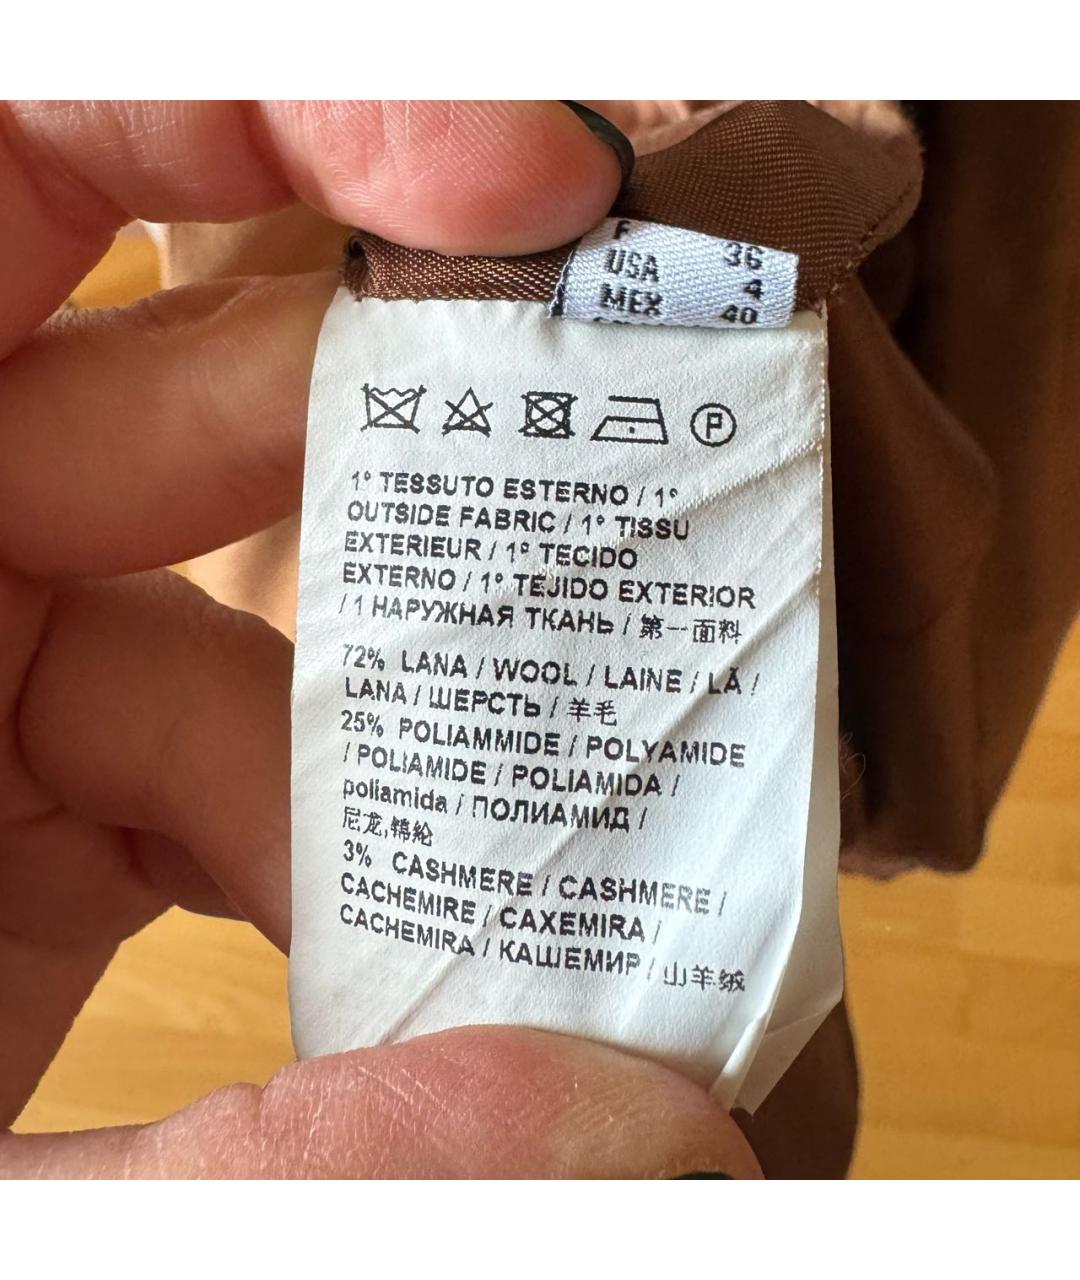 F 36
USA 4
MEX 40
P
1° TESSUTO ESTERNO / 1°
OUTSIDE FABRIC / 1° TISSU
EXTERIEUR / 1° TECIDO
EXTERNO / 1° TEJIDO EXTERIOR
/ 1 НАРУЖНАЯ ТКАНЬ / 第一面料
72% LANA / WOOL / LAINE / LÃ /
LANA / ШЕРСТЬ / 羊毛
25% POLIAMMIDE / POLYAMIDE
/ POLIAMIDE / POLIAMIDA /
poliamida / ПОЛИАМИД /
尼龙,锦纶
3% CASHMERE / CASHMERE /
CACHEMIRE / CAXEMIRA /
CACHEMIRA / КАШЕМИР / 山羊绒